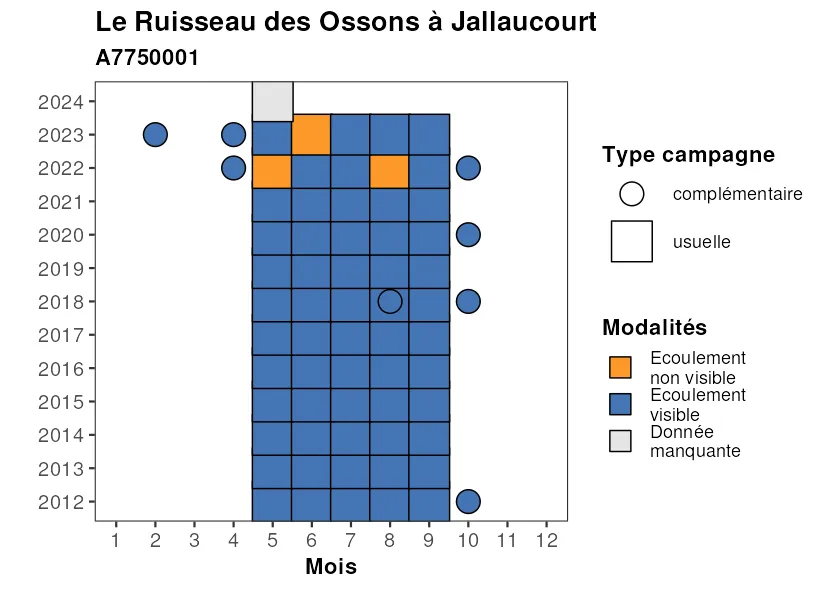 Le Ruisseau des Ossons à Jallaucourt
A7750001
2024
2023
2022
2021
2020
2019
2018
2017
2016
2015
2014
2013
2012
1 2 3 4 5 6 7 8 9 10 11 12
Mois
Type campagne
complémentaire
usuelle
Modalités
Ecoulement
non visible
Ecoulement
visible
Donnée
manquante